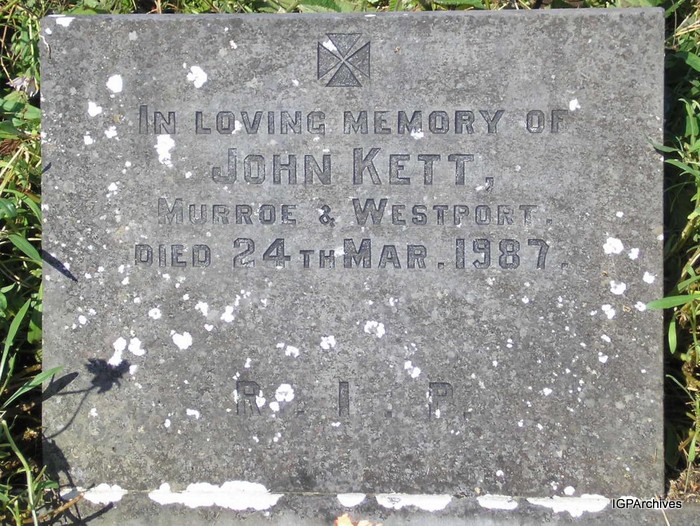 In loving memory of
John Kett,
Murroe & Westport.
died 24th Mar. 1987.
R. I. P.
IGPArchives